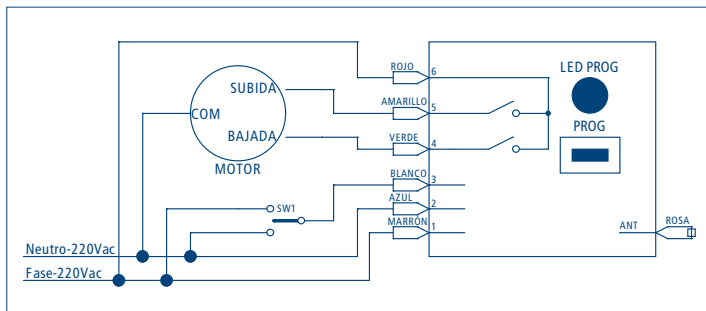 ROJO
6
LED PROG
SUBIDA
AMARILLO
5
COM
PROG
BAJADA
VERDE
4
MOTOR
BLANCO
3
SW1
AZUL
2
MARRÓN
1
ANT
ROSA
Neutro-220Vac
Fase-220Vac